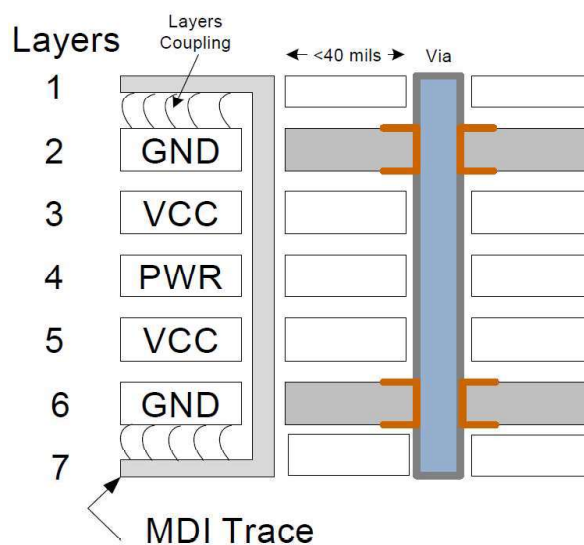 Layers
Coupling
Layers
<40 mils
Via
1
2
GND
3
VCC
4
PWR
5
VCC
6
GND
7
MDI Trace